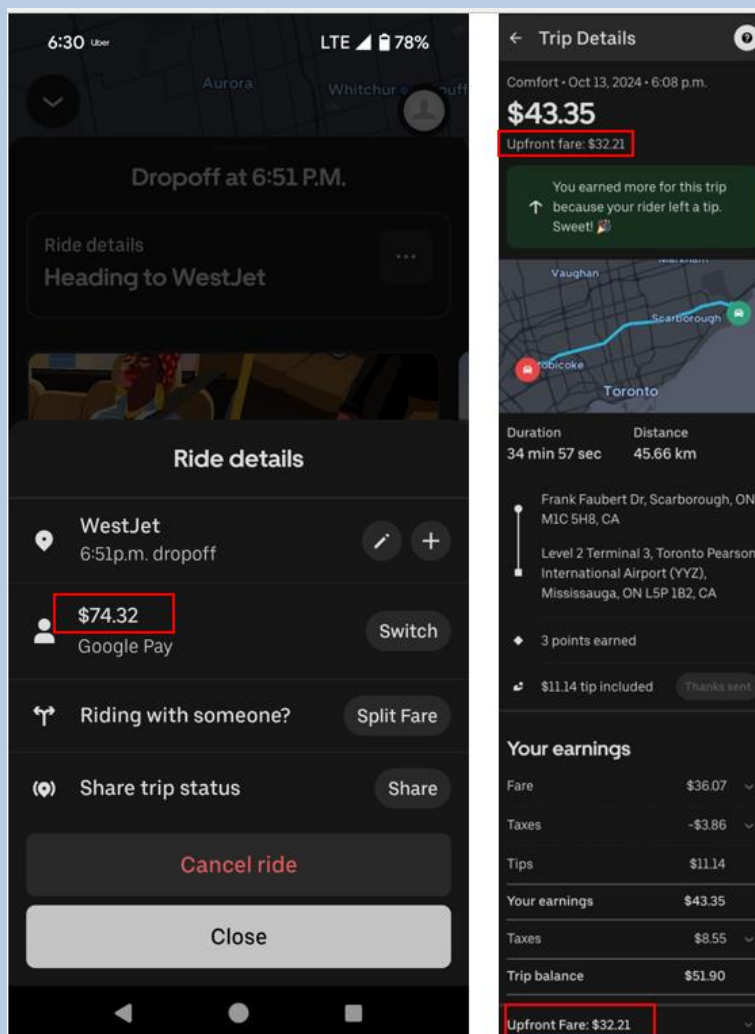 6:30 Uber
LTE 78%
Aurora
Whitchur
ouff
Dropoff at 6:51 P.M.
Ride details
Heading to WestJet
Ride details
WestJet
6:51p.m. dropoff
$74.32
Google Pay
Switch
Riding with someone?
Split Fare
Share trip status
Share
Cancel ride
Close
Trip Details
Comfort • Oct 13, 2024 • 6:08 p.m.
$43.35
Upfront fare: $32.21
You earned more for this trip
because your rider left a tip.
Sweet! 🎉
Markham
Vaughan
Scarborough
obicoke
Toronto
Duration
Distance
34 min 57 sec
45.66 km
Frank Faubert Dr, Scarborough, ON
M1C 5H8, CA
Level 2 Terminal 3, Toronto Pearson
International Airport (YYZ),
Mississauga, ON L5P 1B2, CA
3 points earned
$11.14 tip included
Thanks sent
Your earnings
Fare $36.07
Taxes -$3.86
Tips $11.14
Your earnings $43.35
Taxes $8.55
Trip balance $51.90
Upfront Fare: $32.21